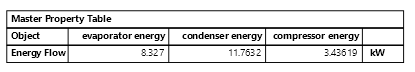 Master Property Table
Object evaporator energy condenser energy compressor energy
Energy Flow 8.327 11.7632 3.43619 kW